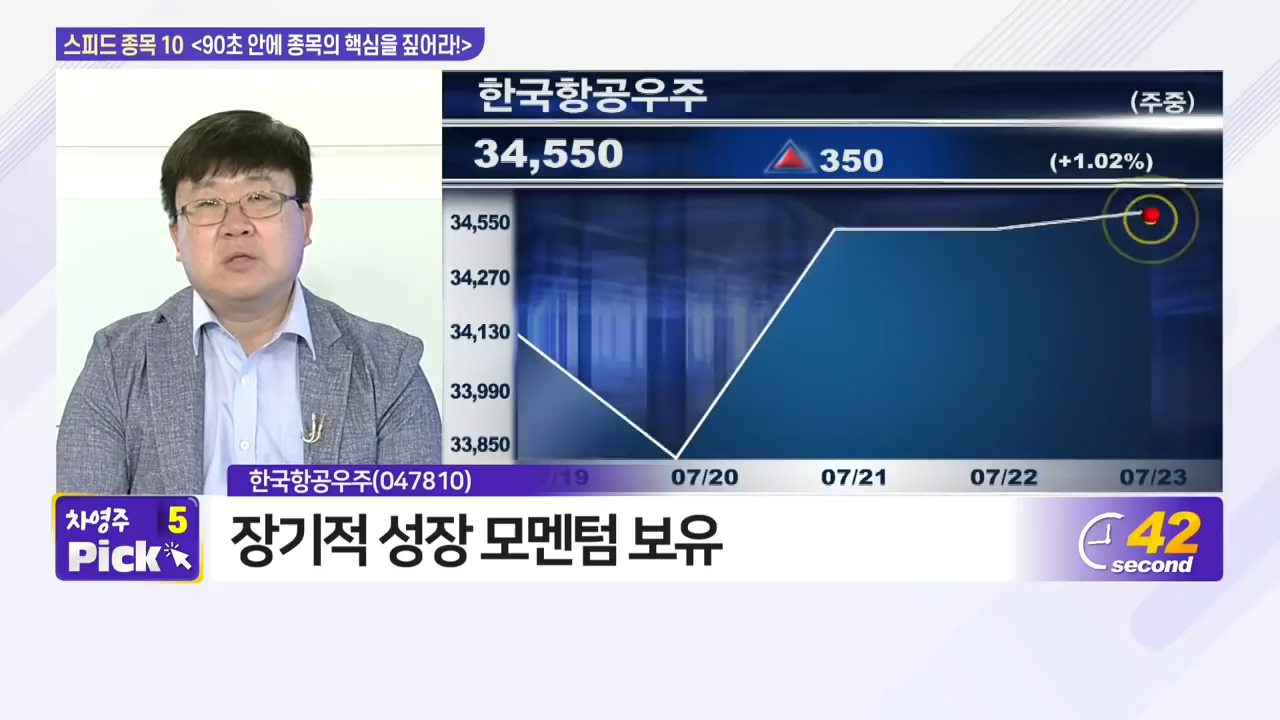 스피드 종목 10 <90초 안에 종목의 핵심을 짚어라!>
한국항공우주
(주중)
34,550 350 (+1.02%)
34,550
34,270
34,130
33,990
33,850
/19 07/20 07/21 07/22 07/23
한국항공우주(047810)
차영주 5
Pick
장기적 성장 모멘텀 보유
42
second